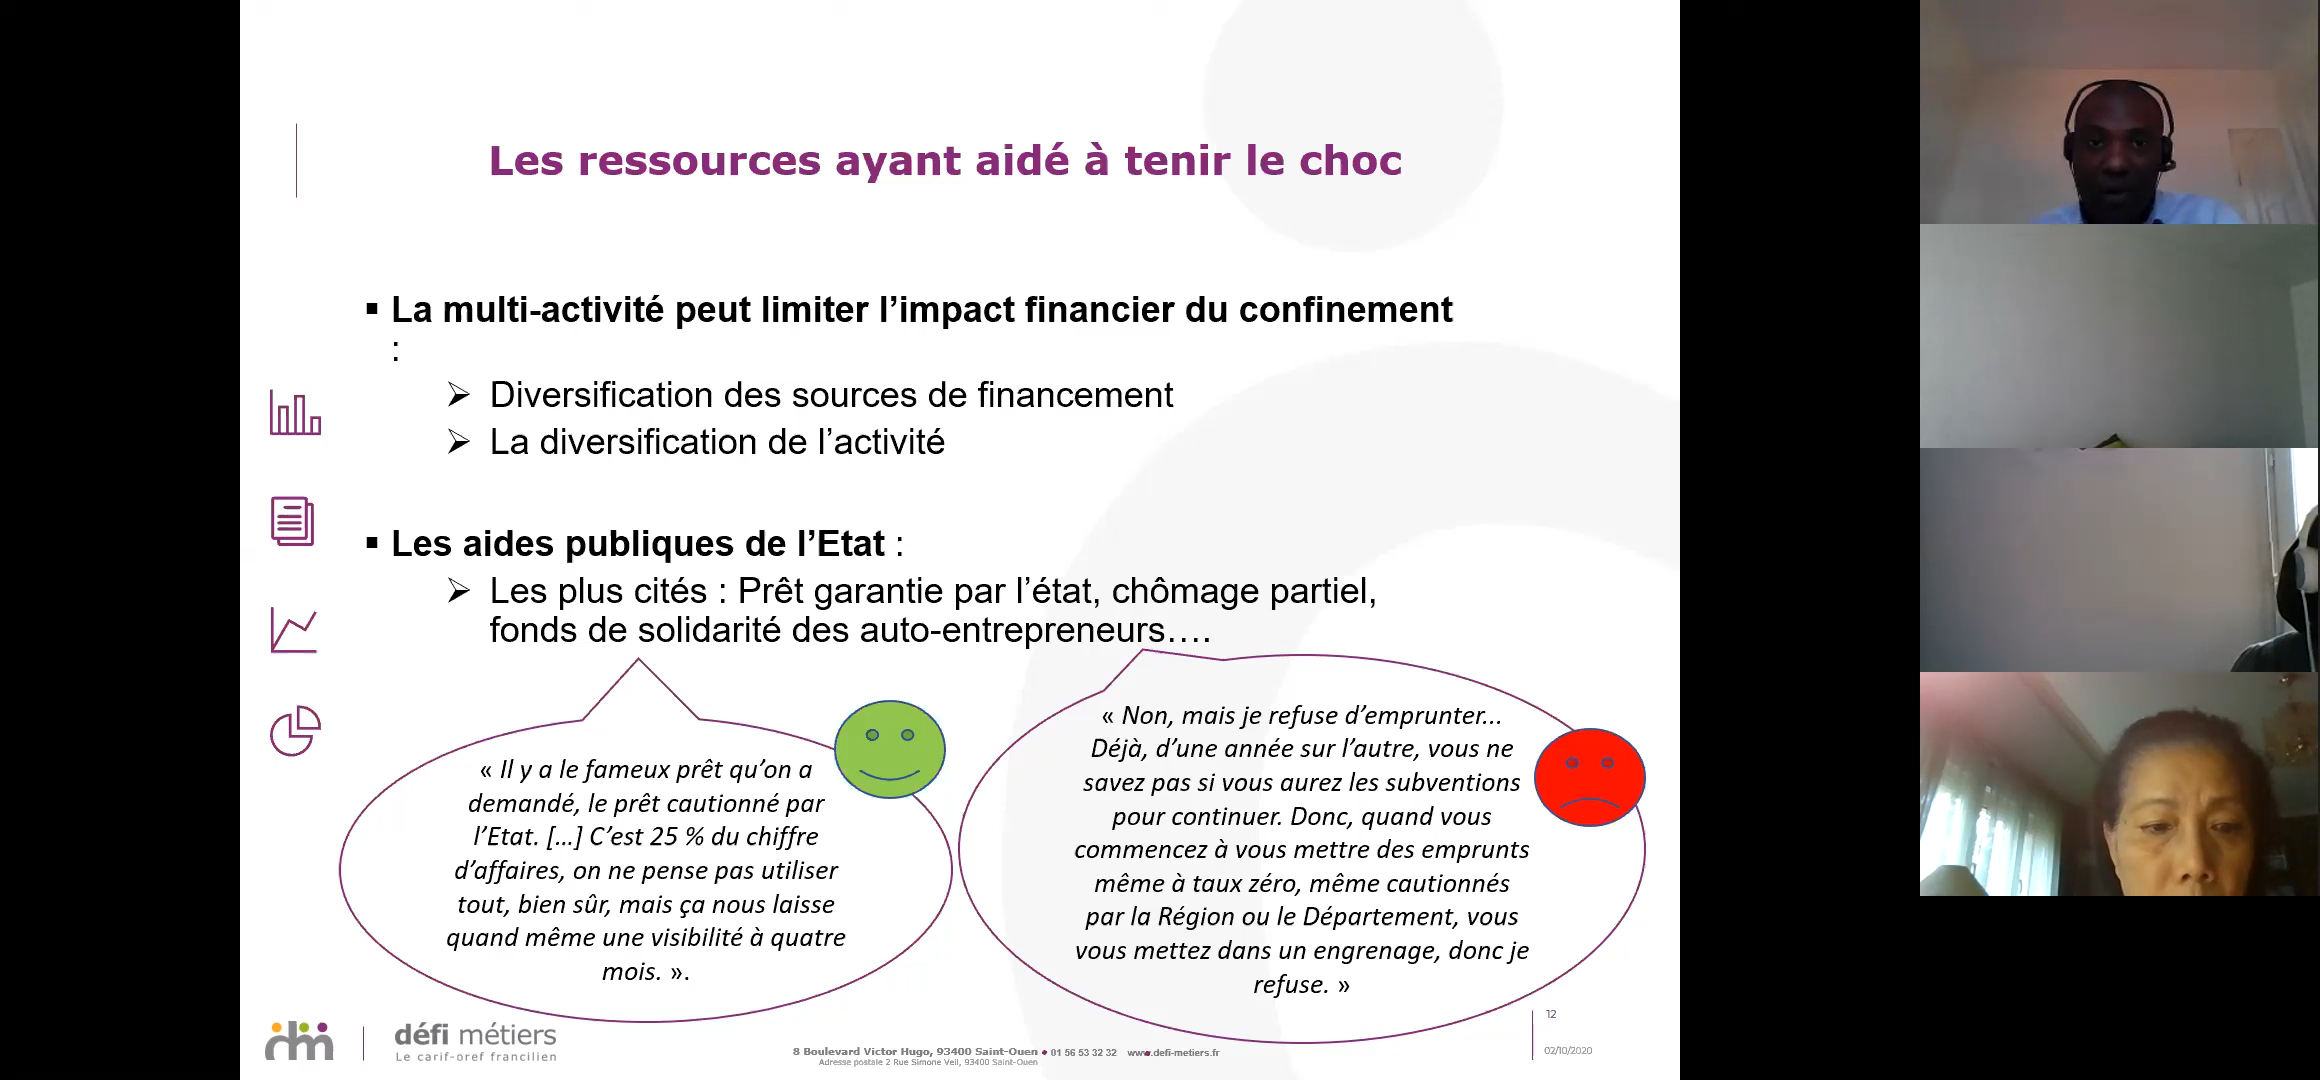 Les ressources ayant aidé à tenir le choc
▪ La multi-activité peut limiter l’impact financier du confinement
:
➢ Diversification des sources de financement
➢ La diversification de l’activité
▪ Les aides publiques de l’Etat :
➢ Les plus cités : Prêt garantie par l’état, chômage partiel,
fonds de solidarité des auto-entrepreneurs….
« Il y a le fameux prêt qu’on a
demandé, le prêt cautionné par
l’Etat. […] C’est 25 % du chiffre
d’affaires, on ne pense pas utiliser
tout, bien sûr, mais ça nous laisse
quand même une visibilité à quatre
mois. ».
« Non, mais je refuse d’emprunter...
Déjà, d’une année sur l’autre, vous ne
savez pas si vous aurez les subventions
pour continuer. Donc, quand vous
commencez à vous mettre des emprunts
même à taux zéro, même cautionnés
par la Région ou le Département, vous
vous mettez dans un engrenage, donc je
refuse. »
dm
défi métiers
Le carif-oref francilien
8 Boulevard Victor Hugo, 93400 Saint-Ouen • 01 56 53 32 32 www.defi-metiers.fr
Adresse postale 2 Rue Simone Veil, 93400 Saint-Ouen
12
02/10/2020